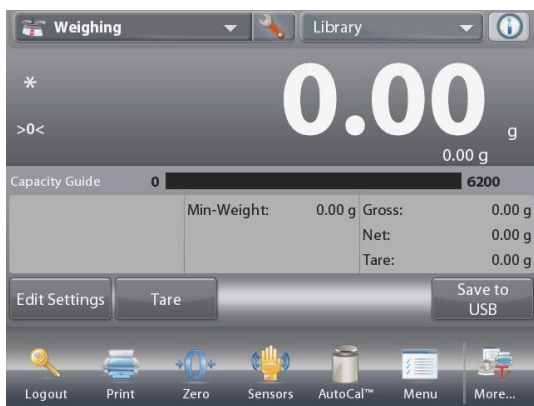 Weighing Library
*
0.00 g
>0<
0.00 g
Capacity Guide 0 6200
Min-Weight: 0.00 g Gross: 0.00 g
Net: 0.00 g
Tare: 0.00 g
Edit Settings Tare Save to USB
Logout Print Zero Sensors AutoCal™ Menu More...